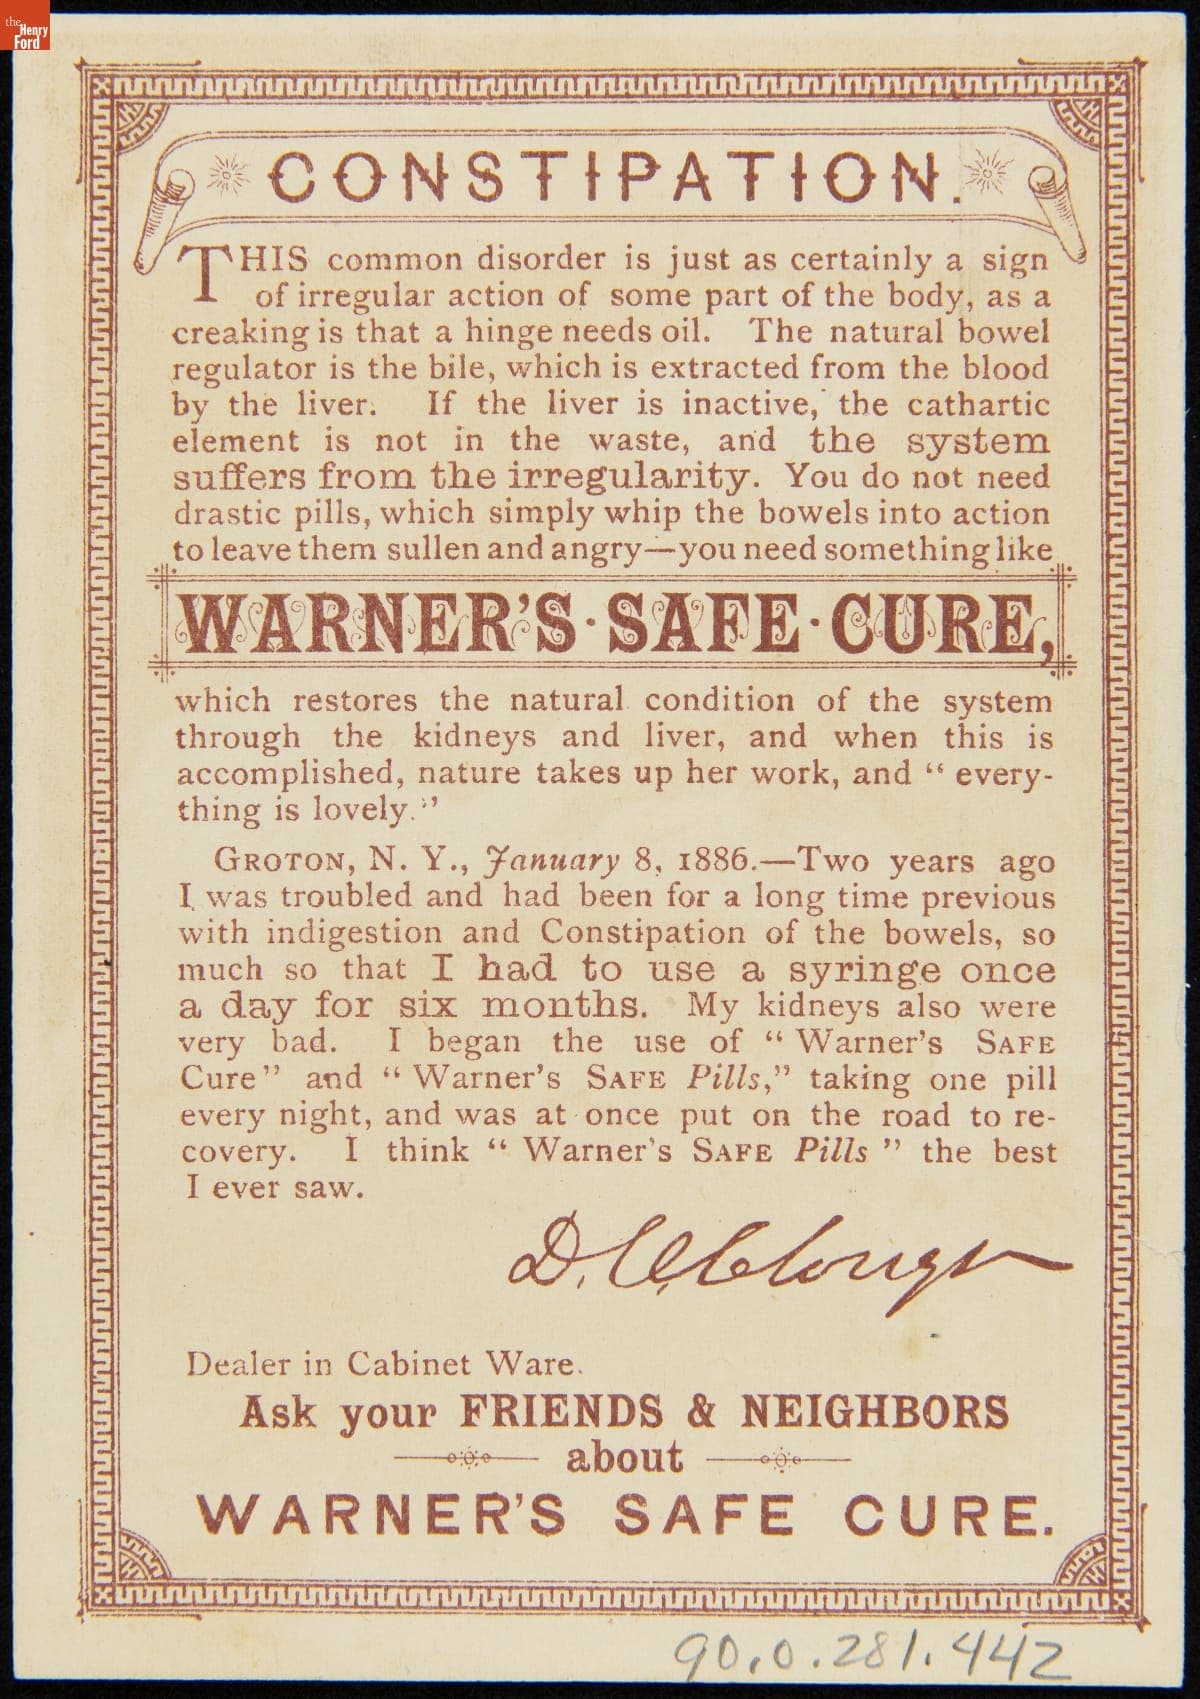 the
Henry
Ford
CONSTIPATION.
THIS common disorder is just as certainly a sign
of irregular action of some part of the body, as a
creaking is that a hinge needs oil. The natural bowel
regulator is the bile, which is extracted from the blood
by the liver. If the liver is inactive, the cathartic
element is not in the waste, and the system
suffers from the irregularity. You do not need
drastic pills, which simply whip the bowels into action
to leave them sullen and angry—you need something like
WARNER'S·SAFE·CURE,
which restores the natural condition of the system
through the kidneys and liver, and when this is
accomplished, nature takes up her work, and “ every-
thing is lovely.”
GROTON, N. Y., January 8, 1886.—Two years ago
I was troubled and had been for a long time previous
with indigestion and Constipation of the bowels, so
much so that I had to use a syringe once
a day for six months. My kidneys also were
very bad. I began the use of “ Warner's SAFE
Cure” and “ Warner's SAFE Pills,” taking one pill
every night, and was at once put on the road to re-
covery. I think “ Warner's SAFE Pills ” the best
I ever saw.
Clough
Dealer in Cabinet Ware.
Ask your FRIENDS & NEIGHBORS
about
WARNER'S SAFE CURE.
90.0.281.442